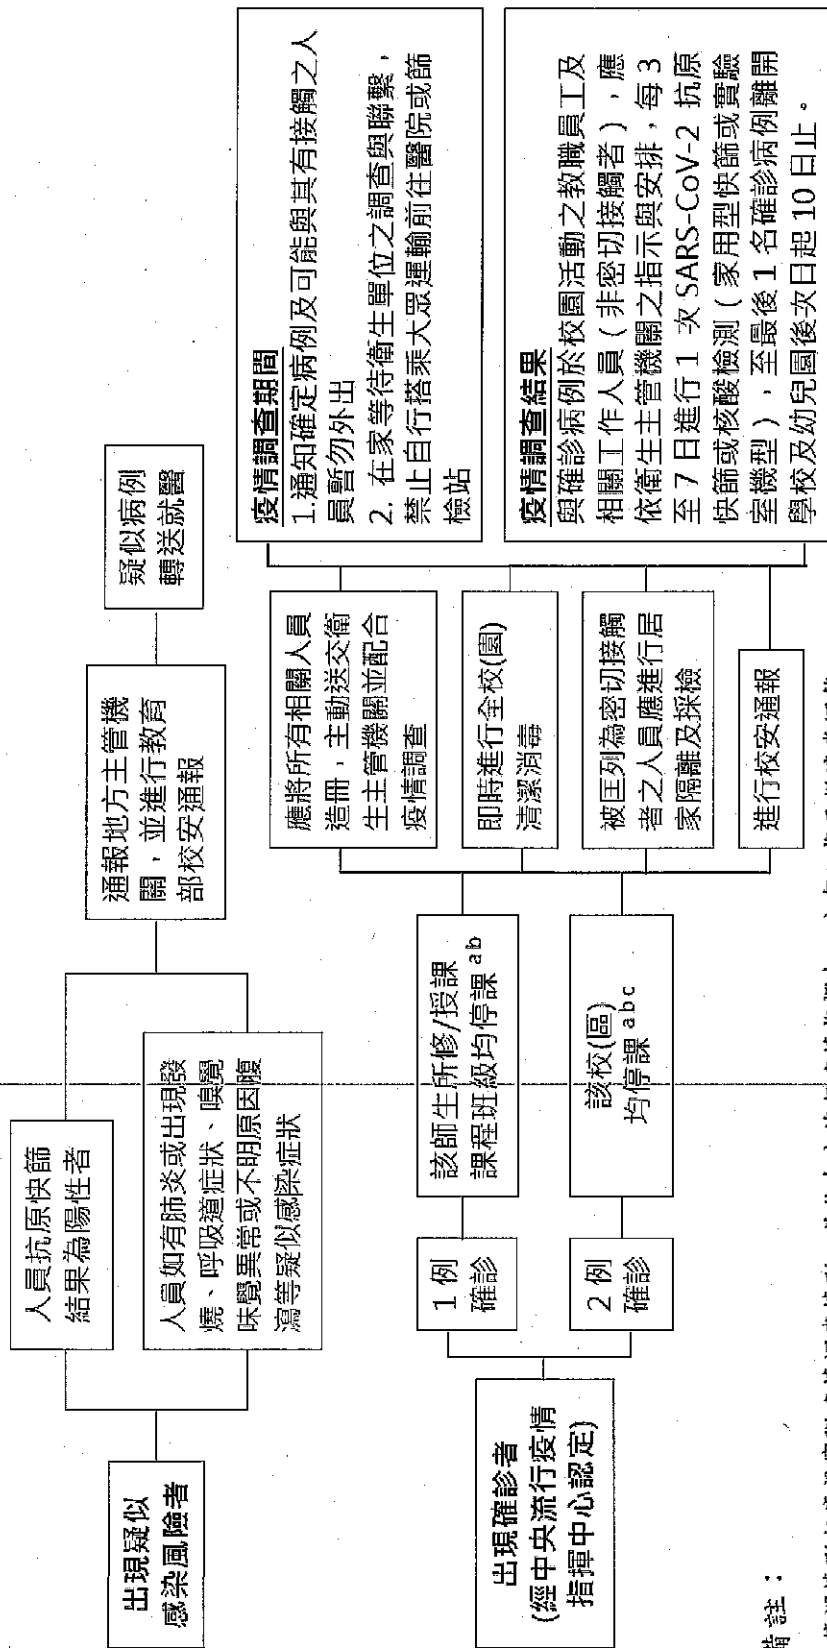 出現疑似
感染風險者
人員抗原快篩
結果為陽性者
人員如有肺炎或出現發
燒、呼吸道症狀、嗅覺
味覺異常或不明原因腹
瀉等疑似感染症狀
通報地方主管機
關，並進行教育
部校安通報
疑似病例
轉送就醫
出現確診者
(經中央流行疫情
指揮中心認定)
1 例
確診
該師生所修/授課
課程班級均停課 ab
2 例
確診
該校(區)
均停課 abc
應將所有相關人員
造冊，主動送交衛
生主管機關並配合
疫情調查
即時進行全校(園)
清潔消毒
被匡列為密切接觸
者之人員應進行居
家隔離及採檢
進行校安通報
疫情調查期間
1.通知確定病例及可能與其有接觸之人
員暫勿外出
2. 在家等待衛生單位之調查與聯繫，
禁止自行搭乘大眾運輸前往醫院或篩
檢站
疫情調查結果
與確診病例於校園活動之教職員工及
相關工作人員（非密切接觸者），應
依衛生主管機關之指示與安排，每 3
至 7 日進行 1 次 SARS-CoV-2 抗原
快篩或核酸檢測（家用型快篩或實驗
室機型），至最後 1 名確診病例離開
學校及幼兒園後次日起 10 日止。
備註：